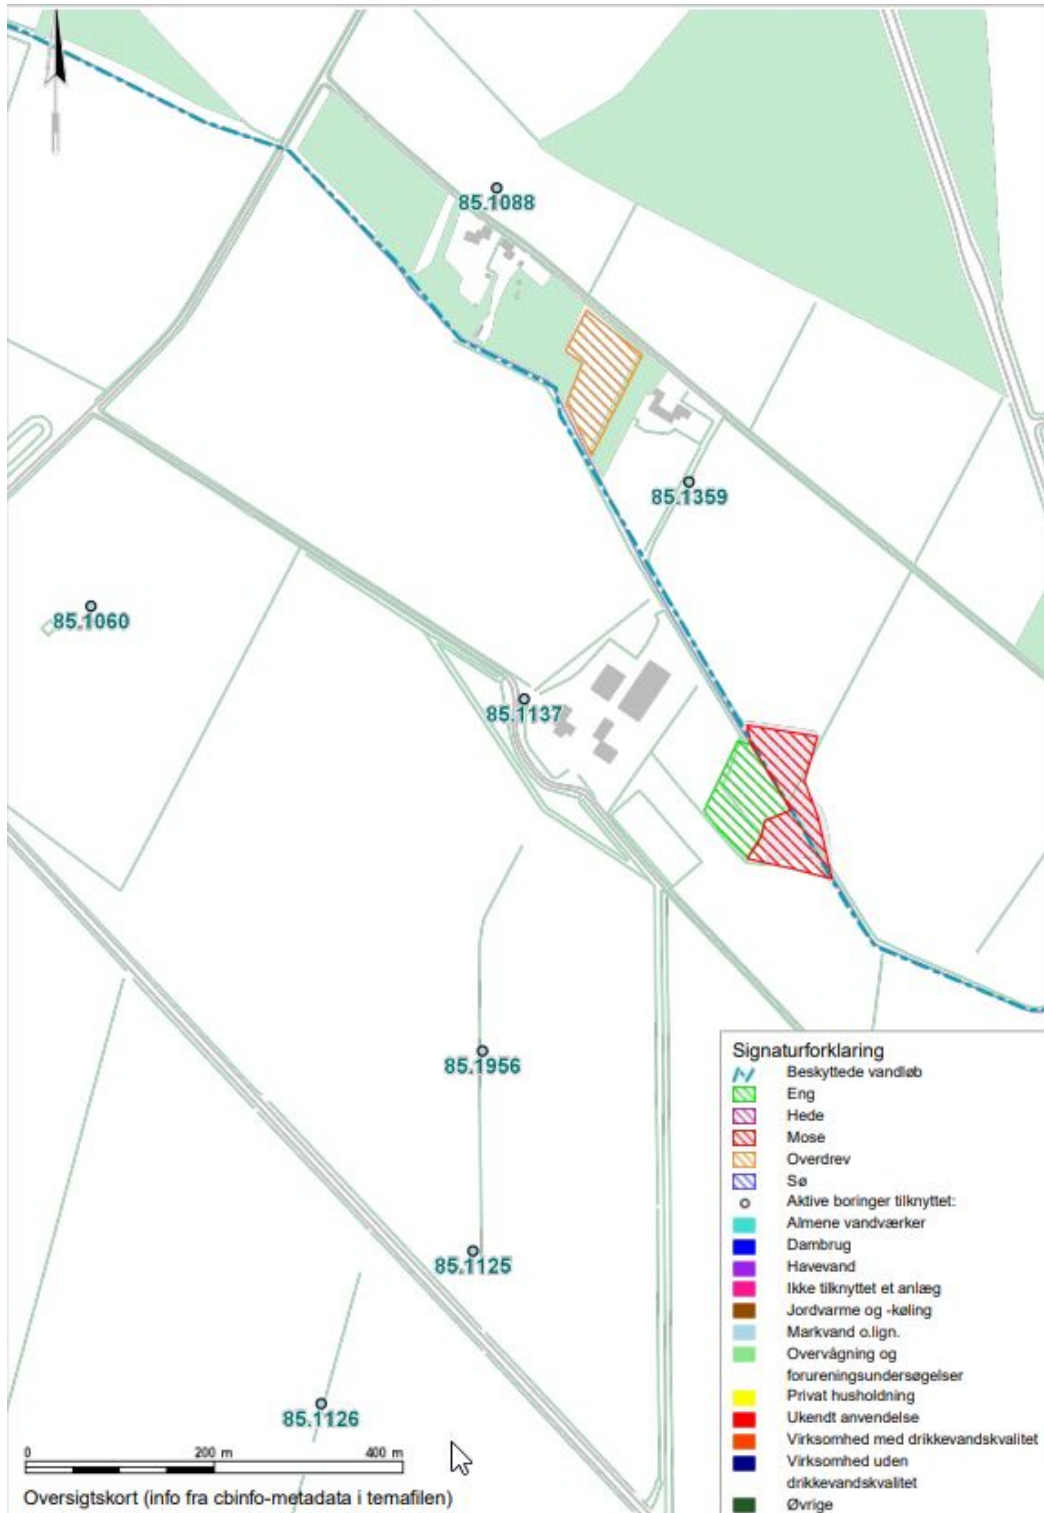 85.1088
85.1359
85.1060
85.1137
85.1956
85.1125
85.1126
0 200 m 400 m
Oversigtskort (info fra cbinfo-metadata i temafilen)
Signaturforklaring
Beskyttede vandløb
Eng
Hede
Mose
Overdrev
Sø
Aktive boringer tilknyttet:
Almene vandværker
Dambrug
Havevand
Ikke tilknyttet et anlæg
Jordvarme og -køling
Markvand o.lign.
Overvågning og
forureningsundersøgelser
Privat husholdning
Ukendt anvendelse
Virksomhed med drikkevandskvalitet
Virksomhed uden
drikkevandskvalitet
Øvrige